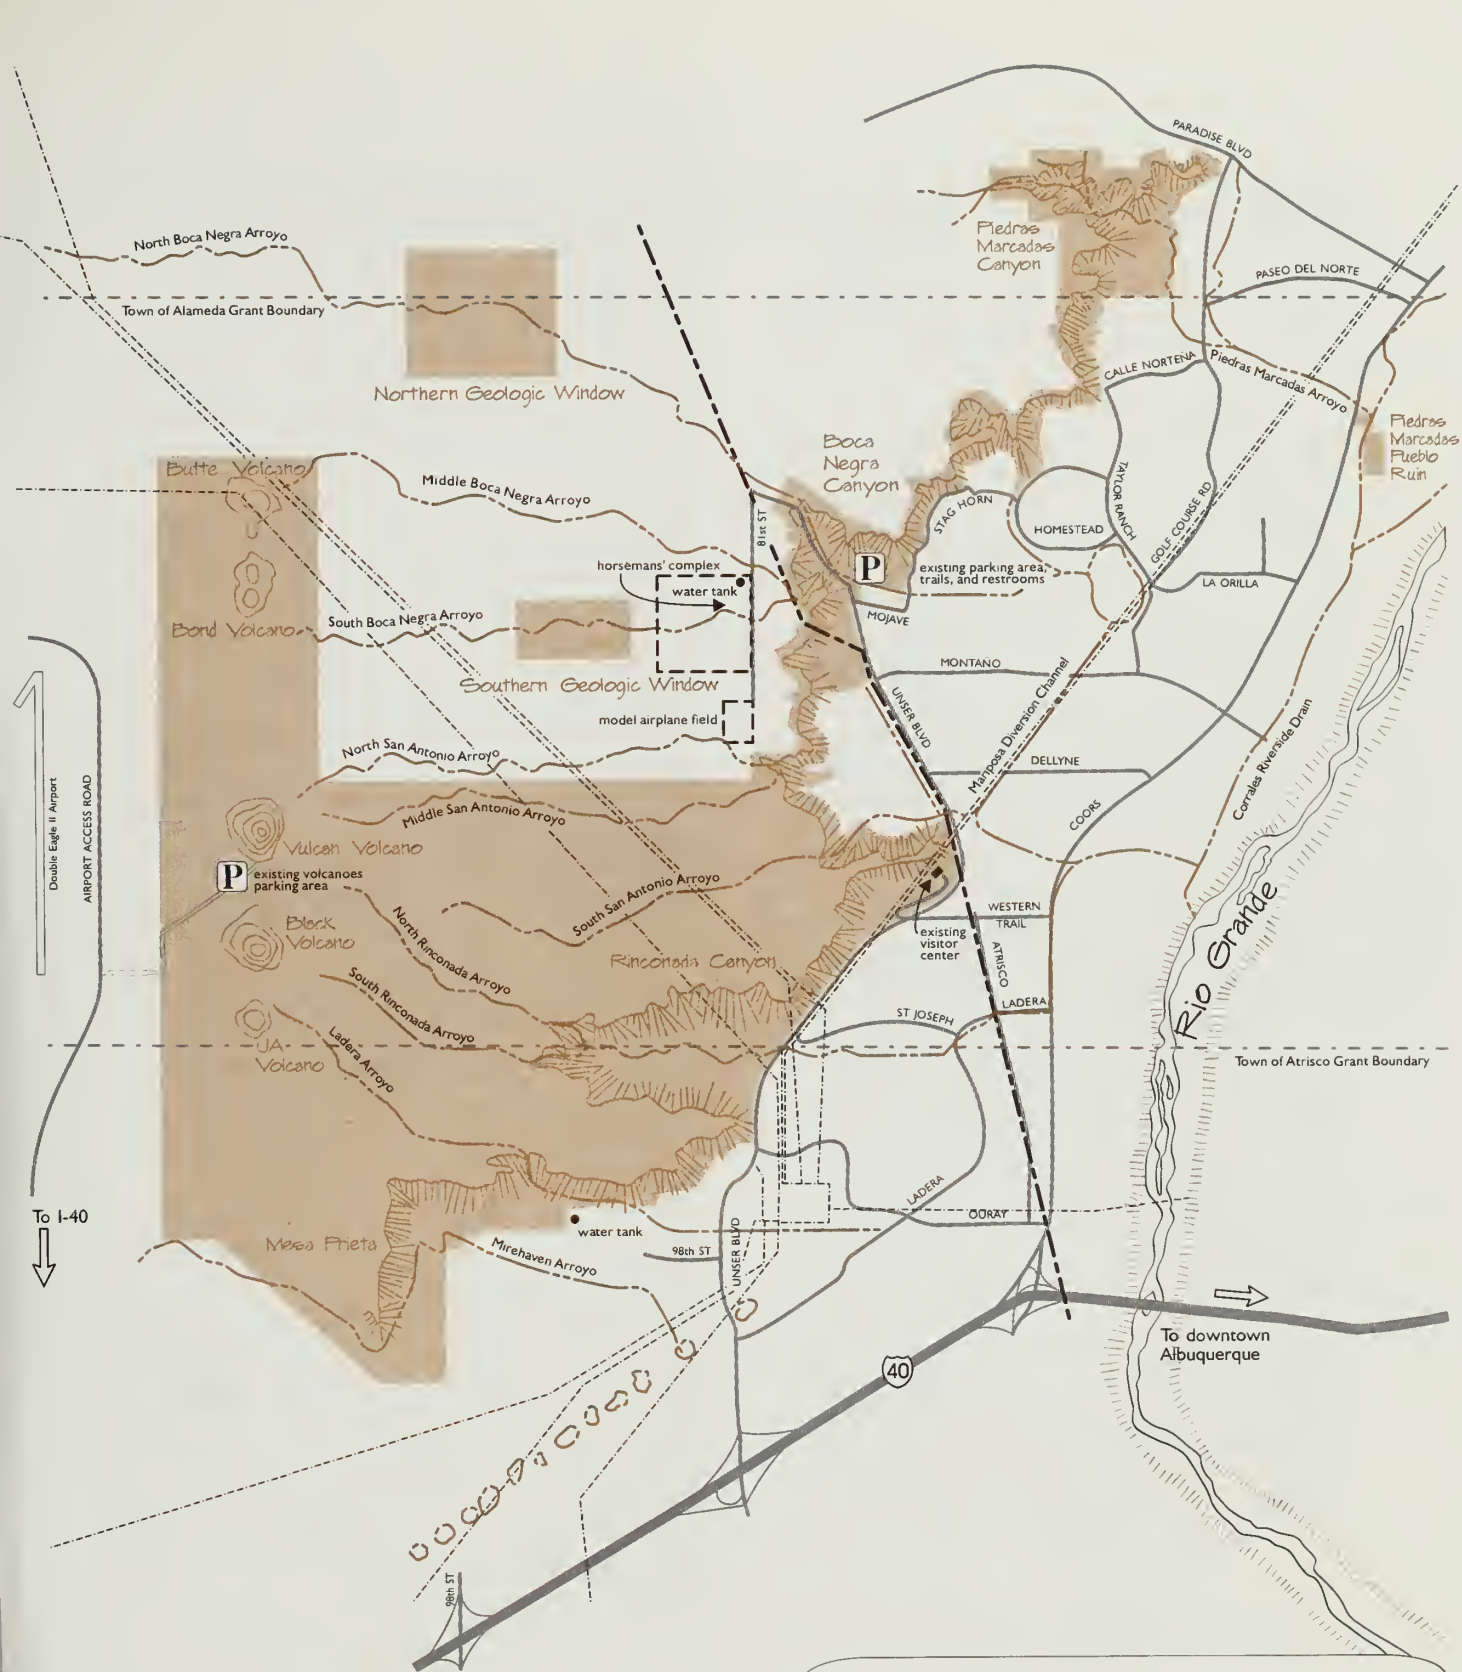 PARADISE BLVD
Piedras
Marcadas
Canyon
North Boca Negra Arroyo
PASEO DEL NORTE
Town of Alameda Grant Boundary
CALLE NORTEÑA
Piedras Marcadas Arroyo
Northern Geologic Window
Piedras
Marcadas
Pueblo
Ruin
Boca
Negra
Canyon
Butte Volcano
Middle Boca Negra Arroyo
TAYLOR RANCH
GOLF COURSE RD
STAG HORN
HOMESTEAD
81st ST
horsemans' complex
water tank
P
existing parking area,
trails, and restrooms
LA ORILLA
MOJAVE
South Boca Negra Arroyo
Bond Volcano
MONTAÑO
Southern Geologic Window
UNSER BLVD
Mariposa Diversion Channel
model airplane field
Corrales Riverside Drain
North San Antonio Arroyo
DELLYNE
Double Eagle II Airport
AIRPORT ACCESS ROAD
COORS
Middle San Antonio Arroyo
Vulcan Volcano
P
existing volcanoes
parking area
South San Antonio Arroyo
WESTERN
TRAIL
Black
Volcano
North Rinconada Arroyo
existing
visitor
center
ATRISCO
Rio Grande
Rinconada Canyon
South Rinconada Arroyo
LADERA
ST JOSEPH
JA
Volcano
Ladera Arroyo
Town of Atrisco Grant Boundary
LADERA
OURAY
To I-40
water tank
Mesa Prieta
Mirehaven Arroyo
98th ST
UNSER BLVD
To downtown
Albuquerque
40
98th ST